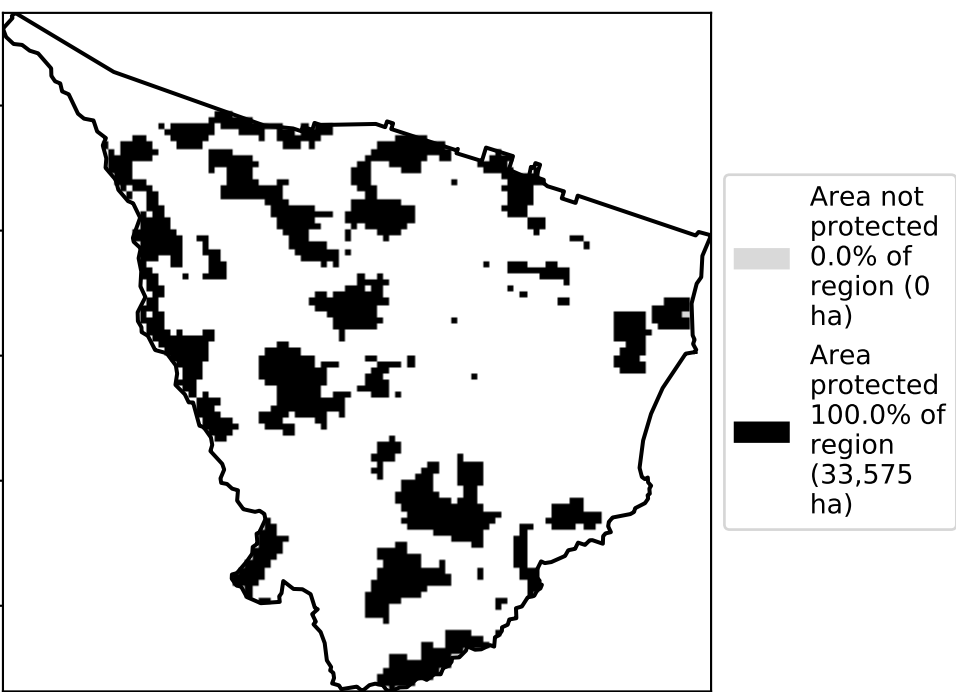 Area not
protected
0.0% of
region (0
ha)
Area
protected
100.0% of
region
(33,575
ha)